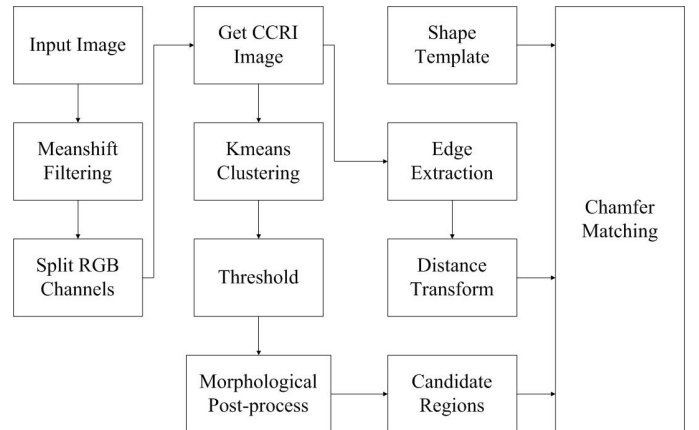 Input Image
Meanshift
Filtering
Split RGB
Channels
Get CCRI
Image
Kmeans
Clustering
Threshold
Morphological
Post-process
Shape
Template
Edge
Extraction
Distance
Transform
Candidate
Regions
Chamfer
Matching